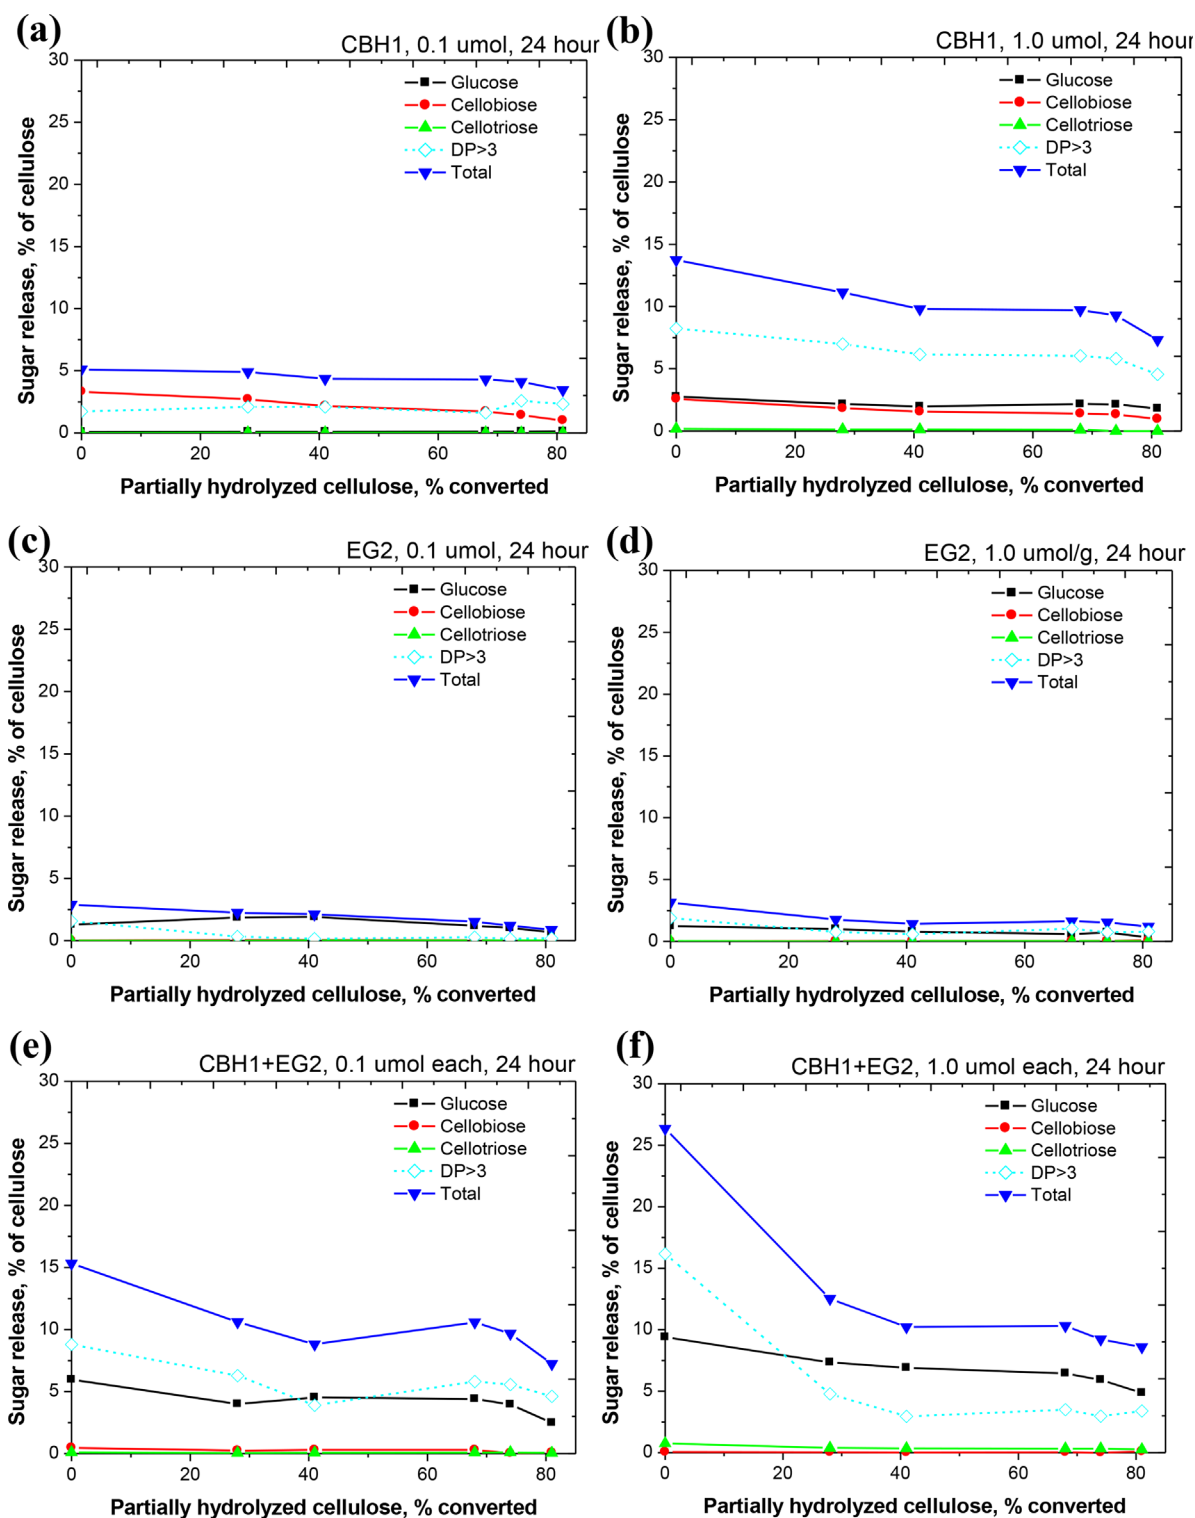 (a)
CBH1, 0.1 umol, 24 hour
30
25
20
15
10
5
0
Sugar release, % of cellulose
Glucose
Cellobiose
Cellotriose
DP>3
Total
0 20 40 60 80
Partially hydrolyzed cellulose, % converted
(b)
CBH1, 1.0 umol, 24 hour
30
25
20
15
10
5
0
Sugar release, % of cellulose
Glucose
Cellobiose
Cellotriose
DP>3
Total
0 20 40 60 80
Partially hydrolyzed cellulose, % converted
(c)
EG2, 0.1 umol, 24 hour
30
25
20
15
10
5
0
Sugar release, % of cellulose
Glucose
Cellobiose
Cellotriose
DP>3
Total
0 20 40 60 80
Partially hydrolyzed cellulose, % converted
(d)
EG2, 1.0 umol/g, 24 hour
30
25
20
15
10
5
0
Sugar release, % of cellulose
Glucose
Cellobiose
Cellotriose
DP>3
Total
0 20 40 60 80
Partially hydrolyzed cellulose, % converted
(e)
CBH1+EG2, 0.1 umol each, 24 hour
30
25
20
15
10
5
0
Sugar release, % of cellulose
Glucose
Cellobiose
Cellotriose
DP>3
Total
0 20 40 60 80
Partially hydrolyzed cellulose, % converted
(f)
CBH1+EG2, 1.0 umol each, 24 hour
30
25
20
15
10
5
0
Sugar release, % of cellulose
Glucose
Cellobiose
Cellotriose
DP>3
Total
0 20 40 60 80
Partially hydrolyzed cellulose, % converted